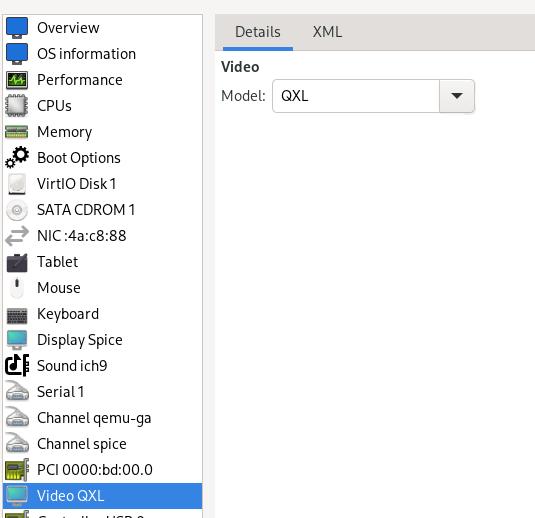 Overview
OS information
Performance
CPUs
Memory
Boot Options
VirtIO Disk 1
SATA CDROM 1
NIC :4a:c8:88
Tablet
Mouse
Keyboard
Display Spice
Sound ich9
Serial 1
Channel qemu-ga
Channel spice
PCI 0000:bd:00.0
Video QXL
Details XML
Video
Model: QXL